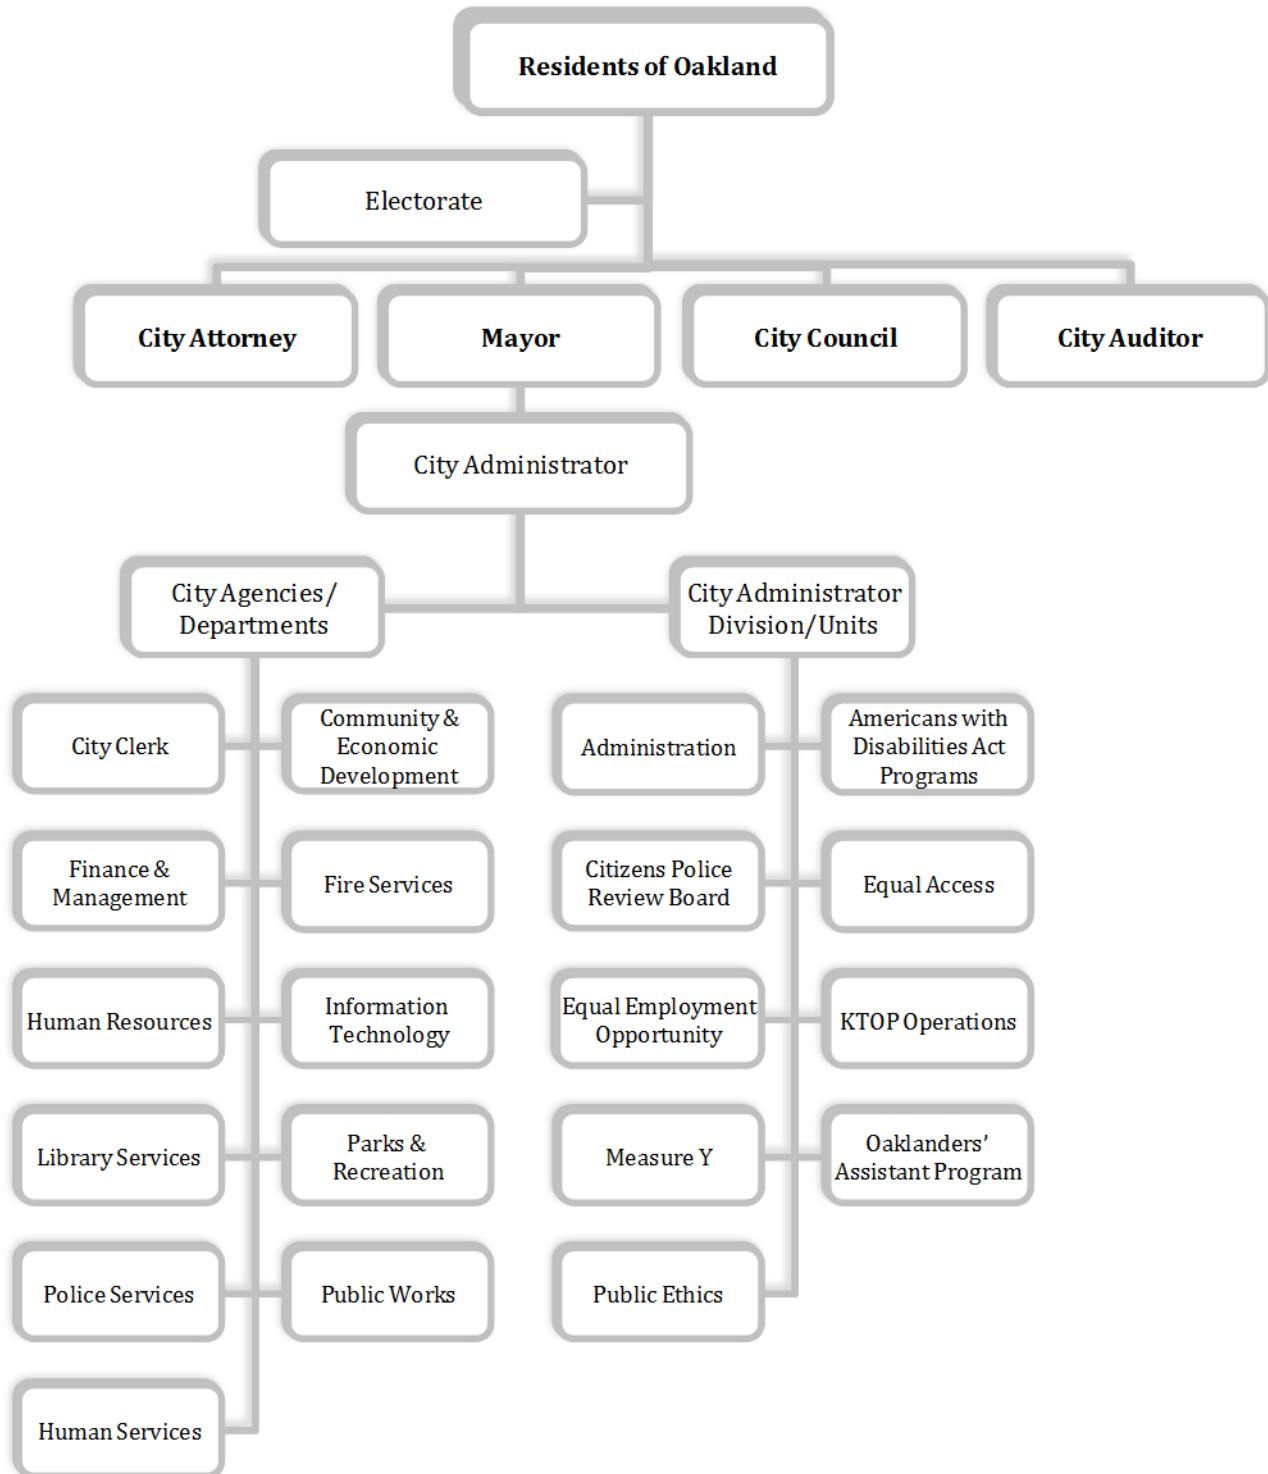 Residents of Oakland
Electorate
City Attorney
Mayor
City Council
City Auditor
City Administrator
City Agencies/
Departments
City Administrator
Division/Units
City Clerk
Community &
Economic
Development
Administration
Americans with
Disabilities Act
Programs
Finance &
Management
Fire Services
Citizens Police
Review Board
Equal Access
Human Resources
Information
Technology
Equal Employment
Opportunity
KTOP Operations
Library Services
Parks &
Recreation
Measure Y
Oaklanders’
Assistant Program
Police Services
Public Works
Public Ethics
Human Services